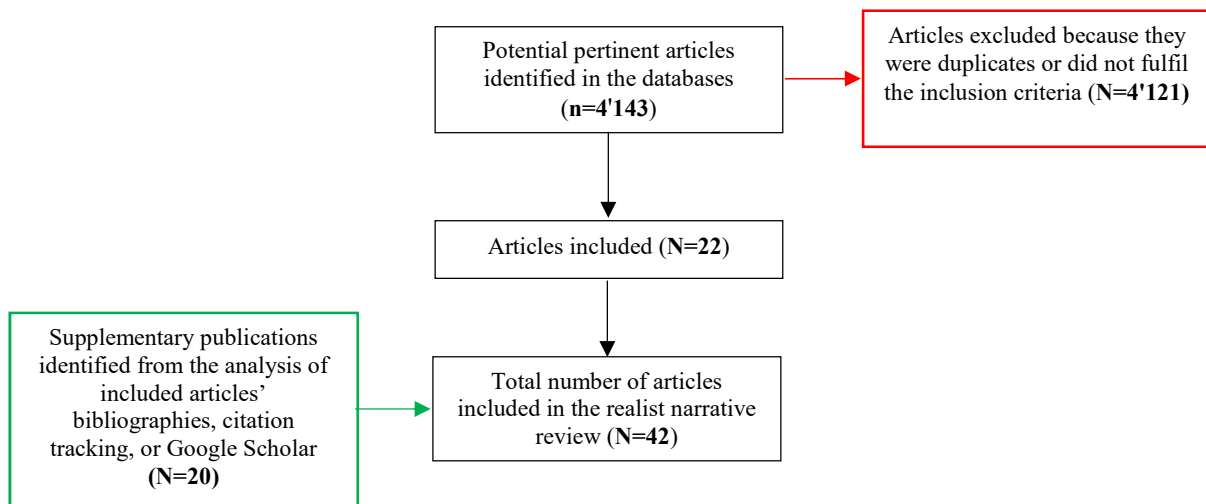 Potential pertinent articles
identified in the databases
(n=4'143)
Articles excluded because they
were duplicates or did not fulfil
the inclusion criteria (N=4'121)
Articles included (N=22)
Supplementary publications
identified from the analysis of
included articles’
bibliographies, citation
tracking, or Google Scholar
(N=20)
Total number of articles
included in the realist narrative
review (N=42)